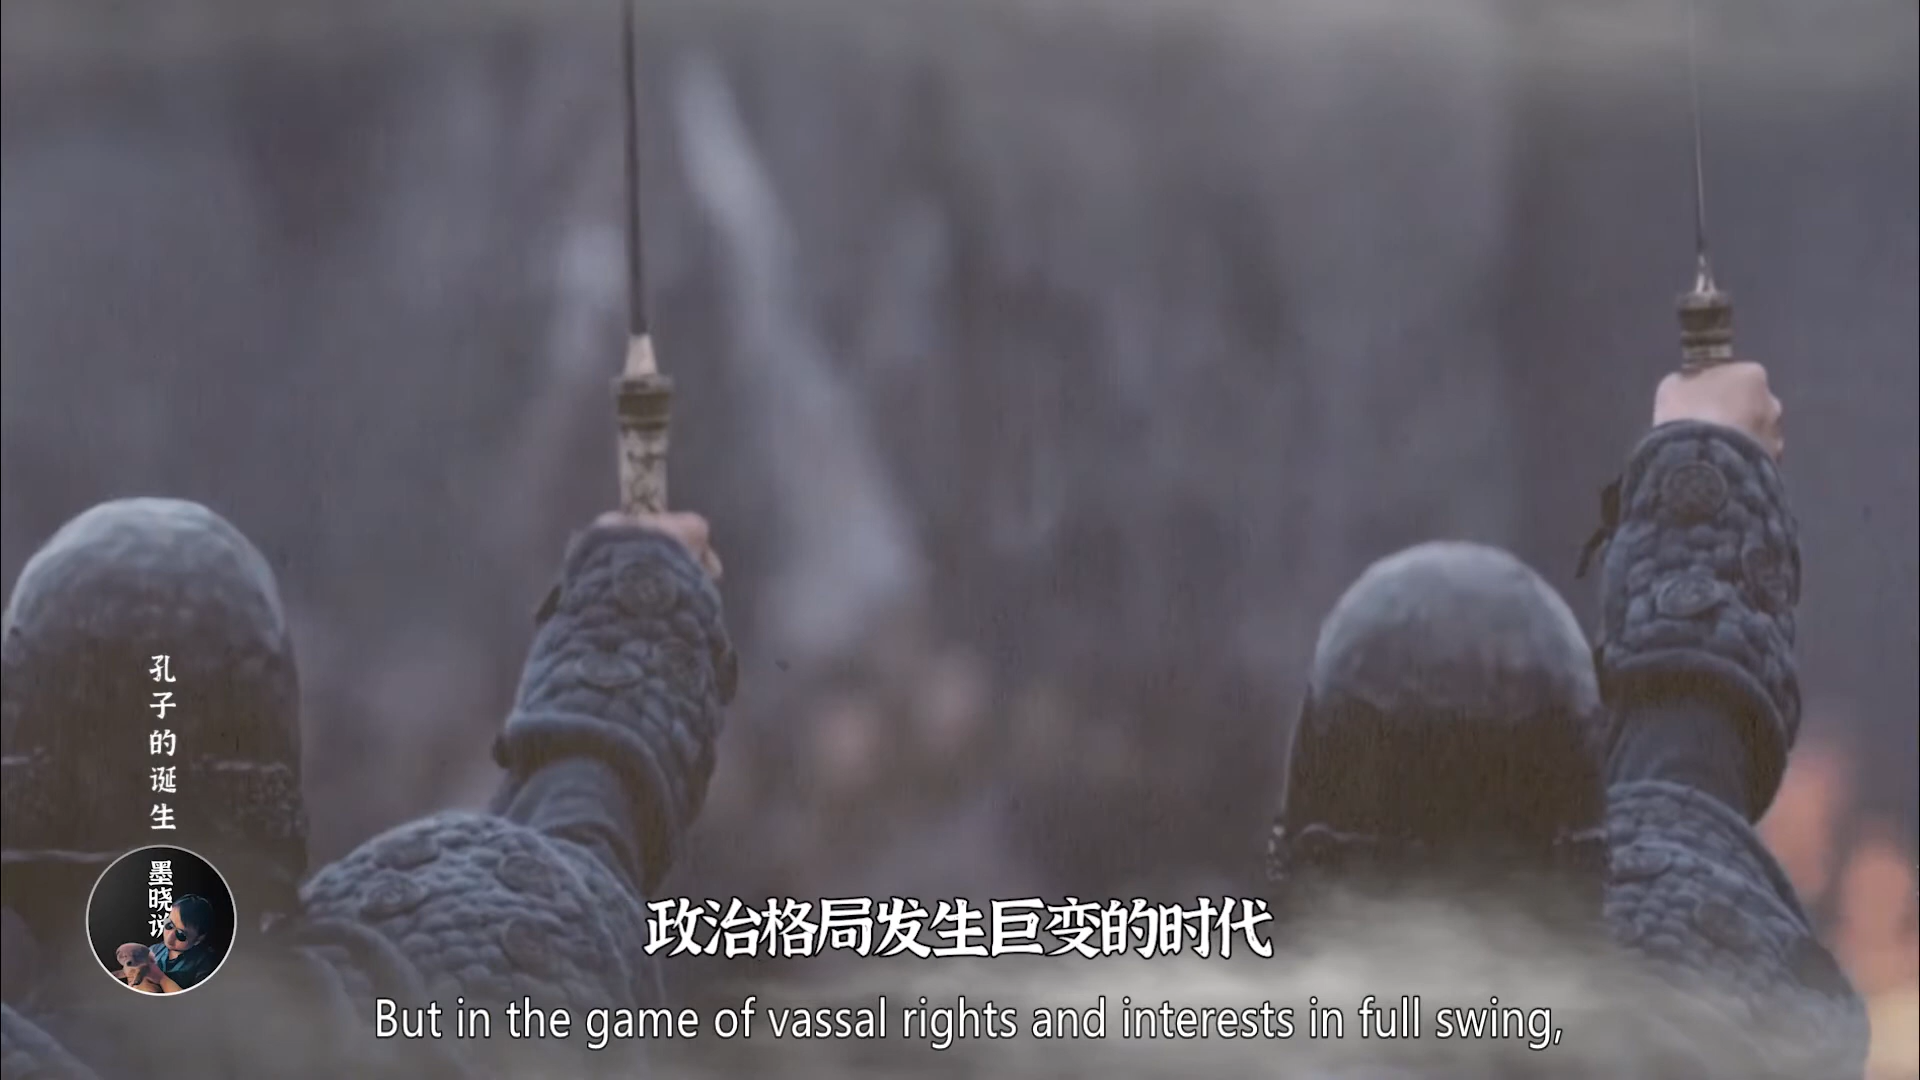 孔子的诞生
墨晓说
政治格局发生巨变的时代
But in the game of vassal rights and interests in full swing,